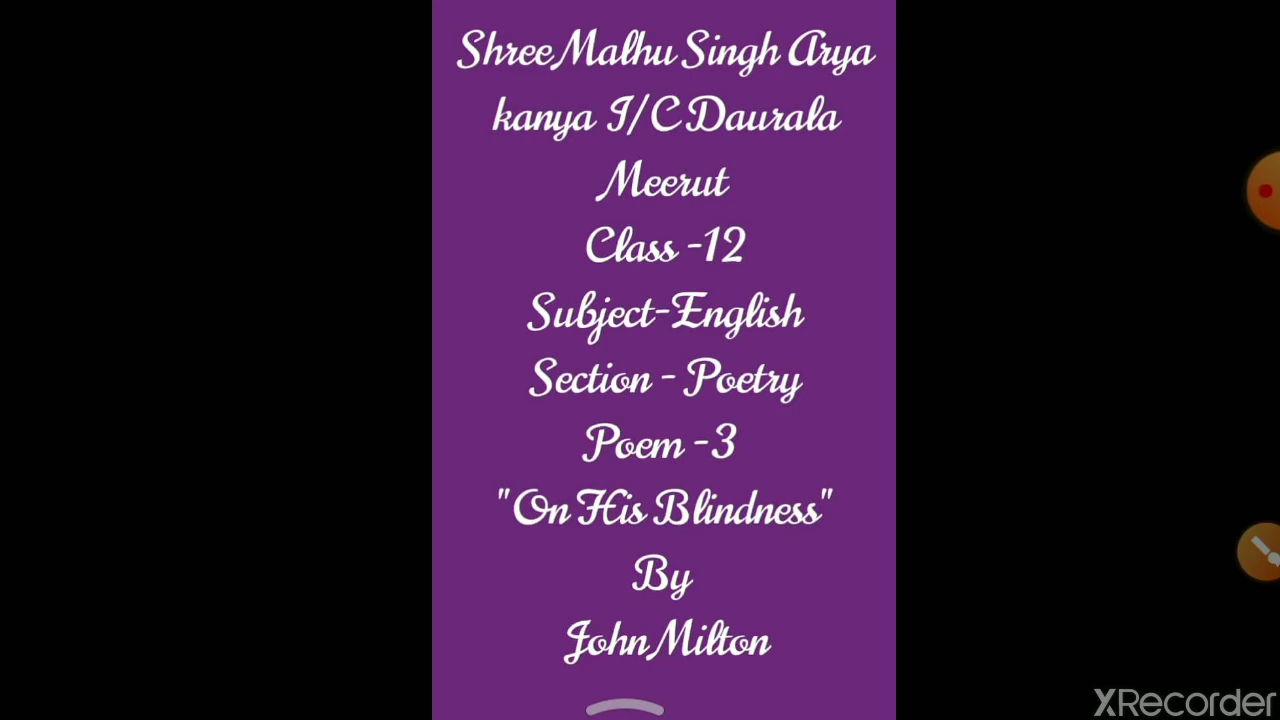 Shree Malhu Singh Arya
kanya I/C Daurala
Meerut
Class -12
Subject-English
Section - Poetry
Poem -3
"On His Blindness"
By
John Milton
XRecorder